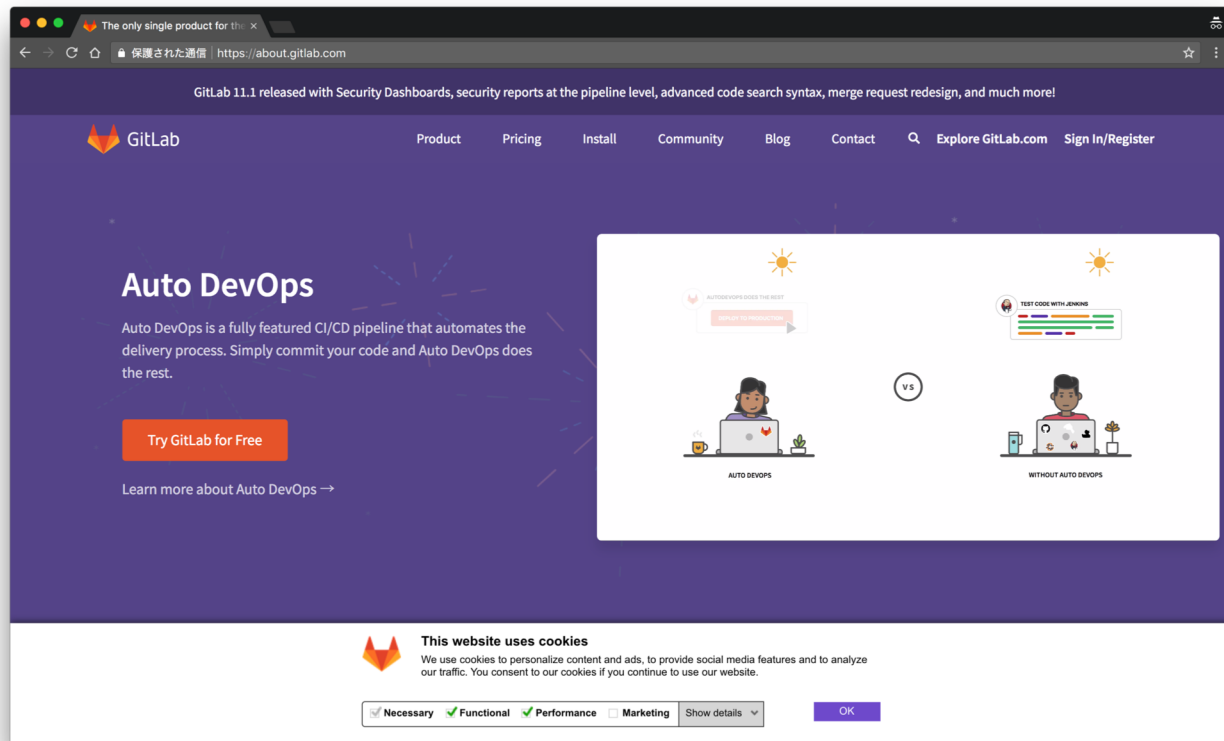 The only single product for the
保護された通信 https://about.gitlab.com
GitLab 11.1 released with Security Dashboards, security reports at the pipeline level, advanced code search syntax, merge request redesign, and much more!
GitLab Product Pricing Install Community Blog Contact Explore GitLab.com Sign In/Register
Auto DevOps
Auto DevOps is a fully featured CI/CD pipeline that automates the
delivery process. Simply commit your code and Auto DevOps does
the rest.
Try GitLab for Free
Learn more about Auto DevOps →
AUTODEVOPS DOES THE REST
DEPLOY TO PRODUCTION
TEST CODE WITH JENKINS
VS
AUTO DEVOPS
WITHOUT AUTO DEVOPS
This website uses cookies
We use cookies to personalize content and ads, to provide social media features and to analyze
our traffic. You consent to our cookies if you continue to use our website.
Necessary Functional Performance Marketing Show details
OK